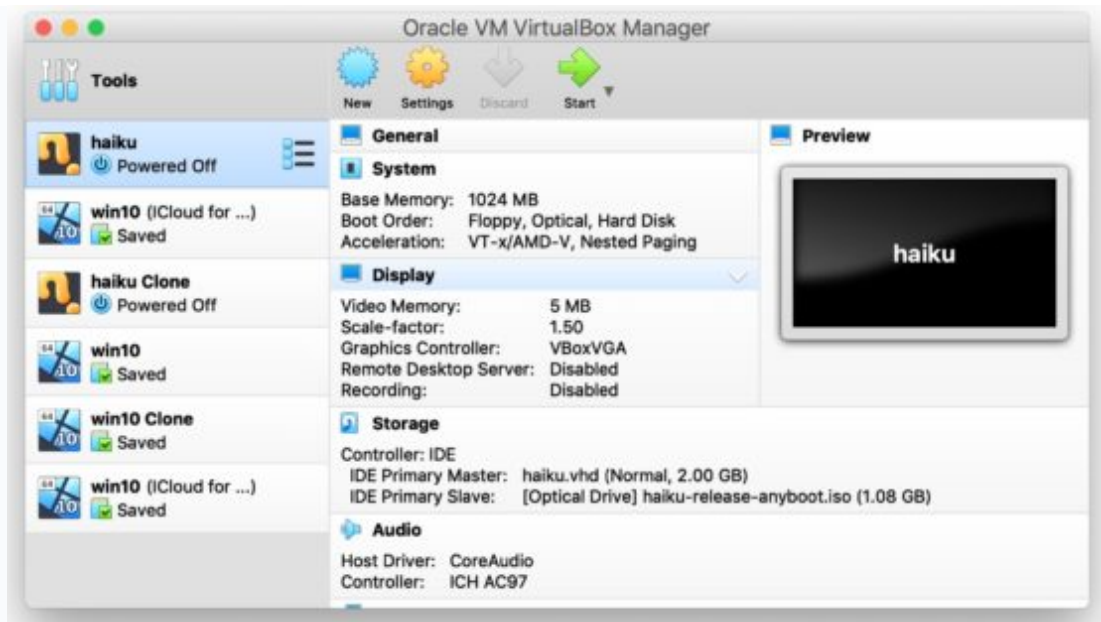 Oracle VM VirtualBox Manager
Tools
New Settings Discard Start
haiku
Powered Off
win10 (ICloud for ...)
Saved
haiku Clone
Powered Off
win10
Saved
win10 Clone
Saved
win10 (ICloud for ...)
Saved
General
System
Base Memory: 1024 MB
Boot Order: Floppy, Optical, Hard Disk
Acceleration: VT-x/AMD-V, Nested Paging
Display
Video Memory: 5 MB
Scale-factor: 1.50
Graphics Controller: VBoxVGA
Remote Desktop Server: Disabled
Recording: Disabled
Storage
Controller: IDE
IDE Primary Master: haiku.vhd (Normal, 2.00 GB)
IDE Primary Slave: [Optical Drive] haiku-release-anyboot.iso (1.08 GB)
Audio
Host Driver: CoreAudio
Controller: ICH AC97
Preview
haiku